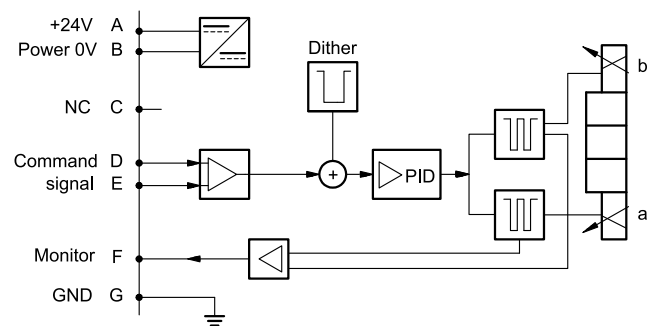 +24V A
Power 0V B
Dither
b
NC C
Command D
signal E
+
PID
a
Monitor F
GND G